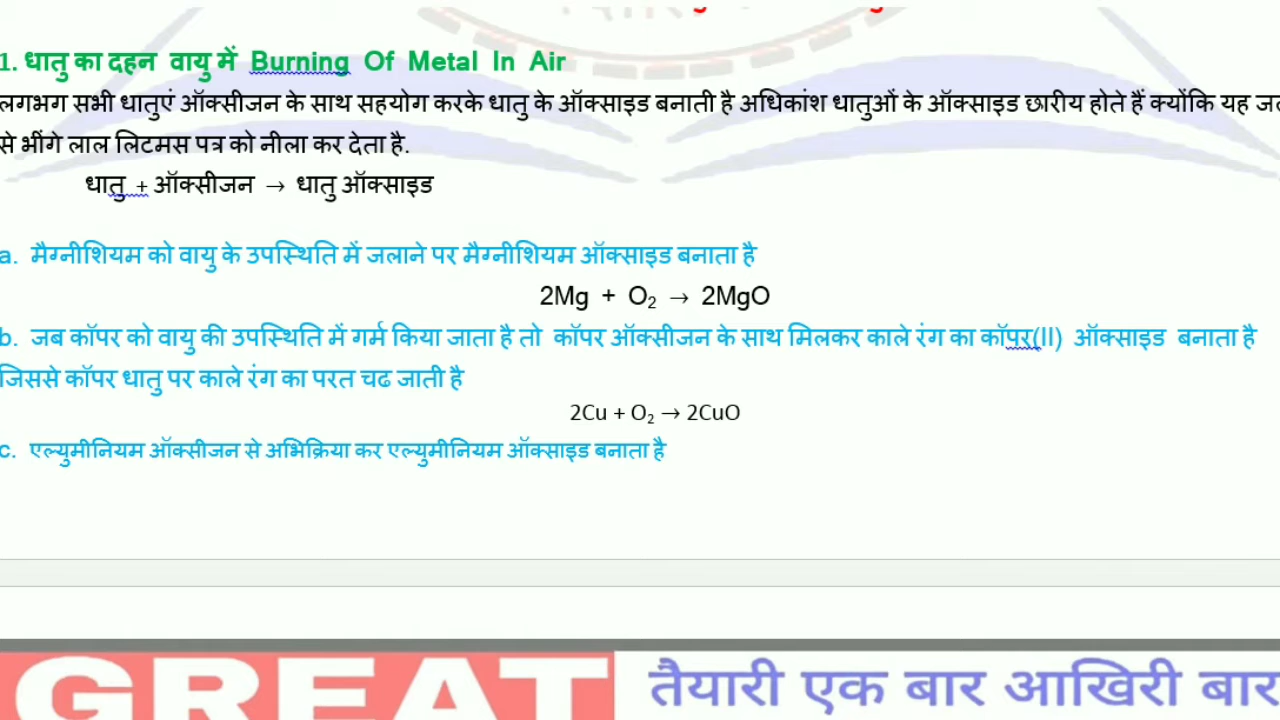 1. धातु का दहन वायु में Burning Of Metal In Air
लगभग सभी धातुएं ऑक्सीजन के साथ सहयोग करके धातु के ऑक्साइड बनाती है अधिकांश धातुओं के ऑक्साइड छारीय होते हैं क्योंकि यह
से भींगे लाल लिटमस पत्र को नीला कर देता है.
धातु + ऑक्सीजन → धातु ऑक्साइड
a. मैग्नीशियम को वायु के उपस्थिति में जलाने पर मैग्नीशियम ऑक्साइड बनाता है
2Mg + O₂ → 2MgO
b. जब कॉपर को वायु की उपस्थिति में गर्म किया जाता है तो कॉपर ऑक्सीजन के साथ मिलकर काले रंग का कॉपर(II) ऑक्साइड बनाता है
जिससे कॉपर धातु पर काले रंग का परत चढ जाती है
2Cu + O₂ → 2CuO
c. एल्युमीनियम ऑक्सीजन से अभिक्रिया कर एल्युमीनियम ऑक्साइड बनाता है
GREAT तैयारी एक बार आखिरी बार